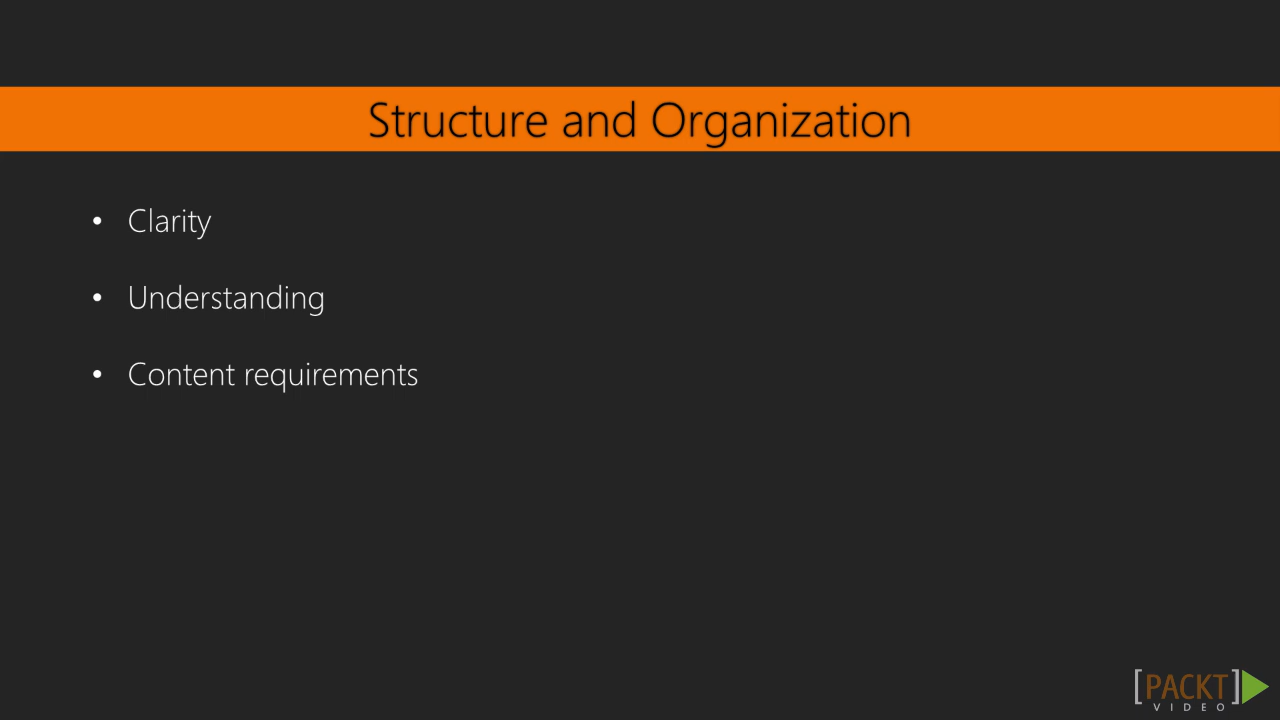 Structure and Organization
• Clarity
• Understanding
• Content requirements
[PACKT]
VIDEO